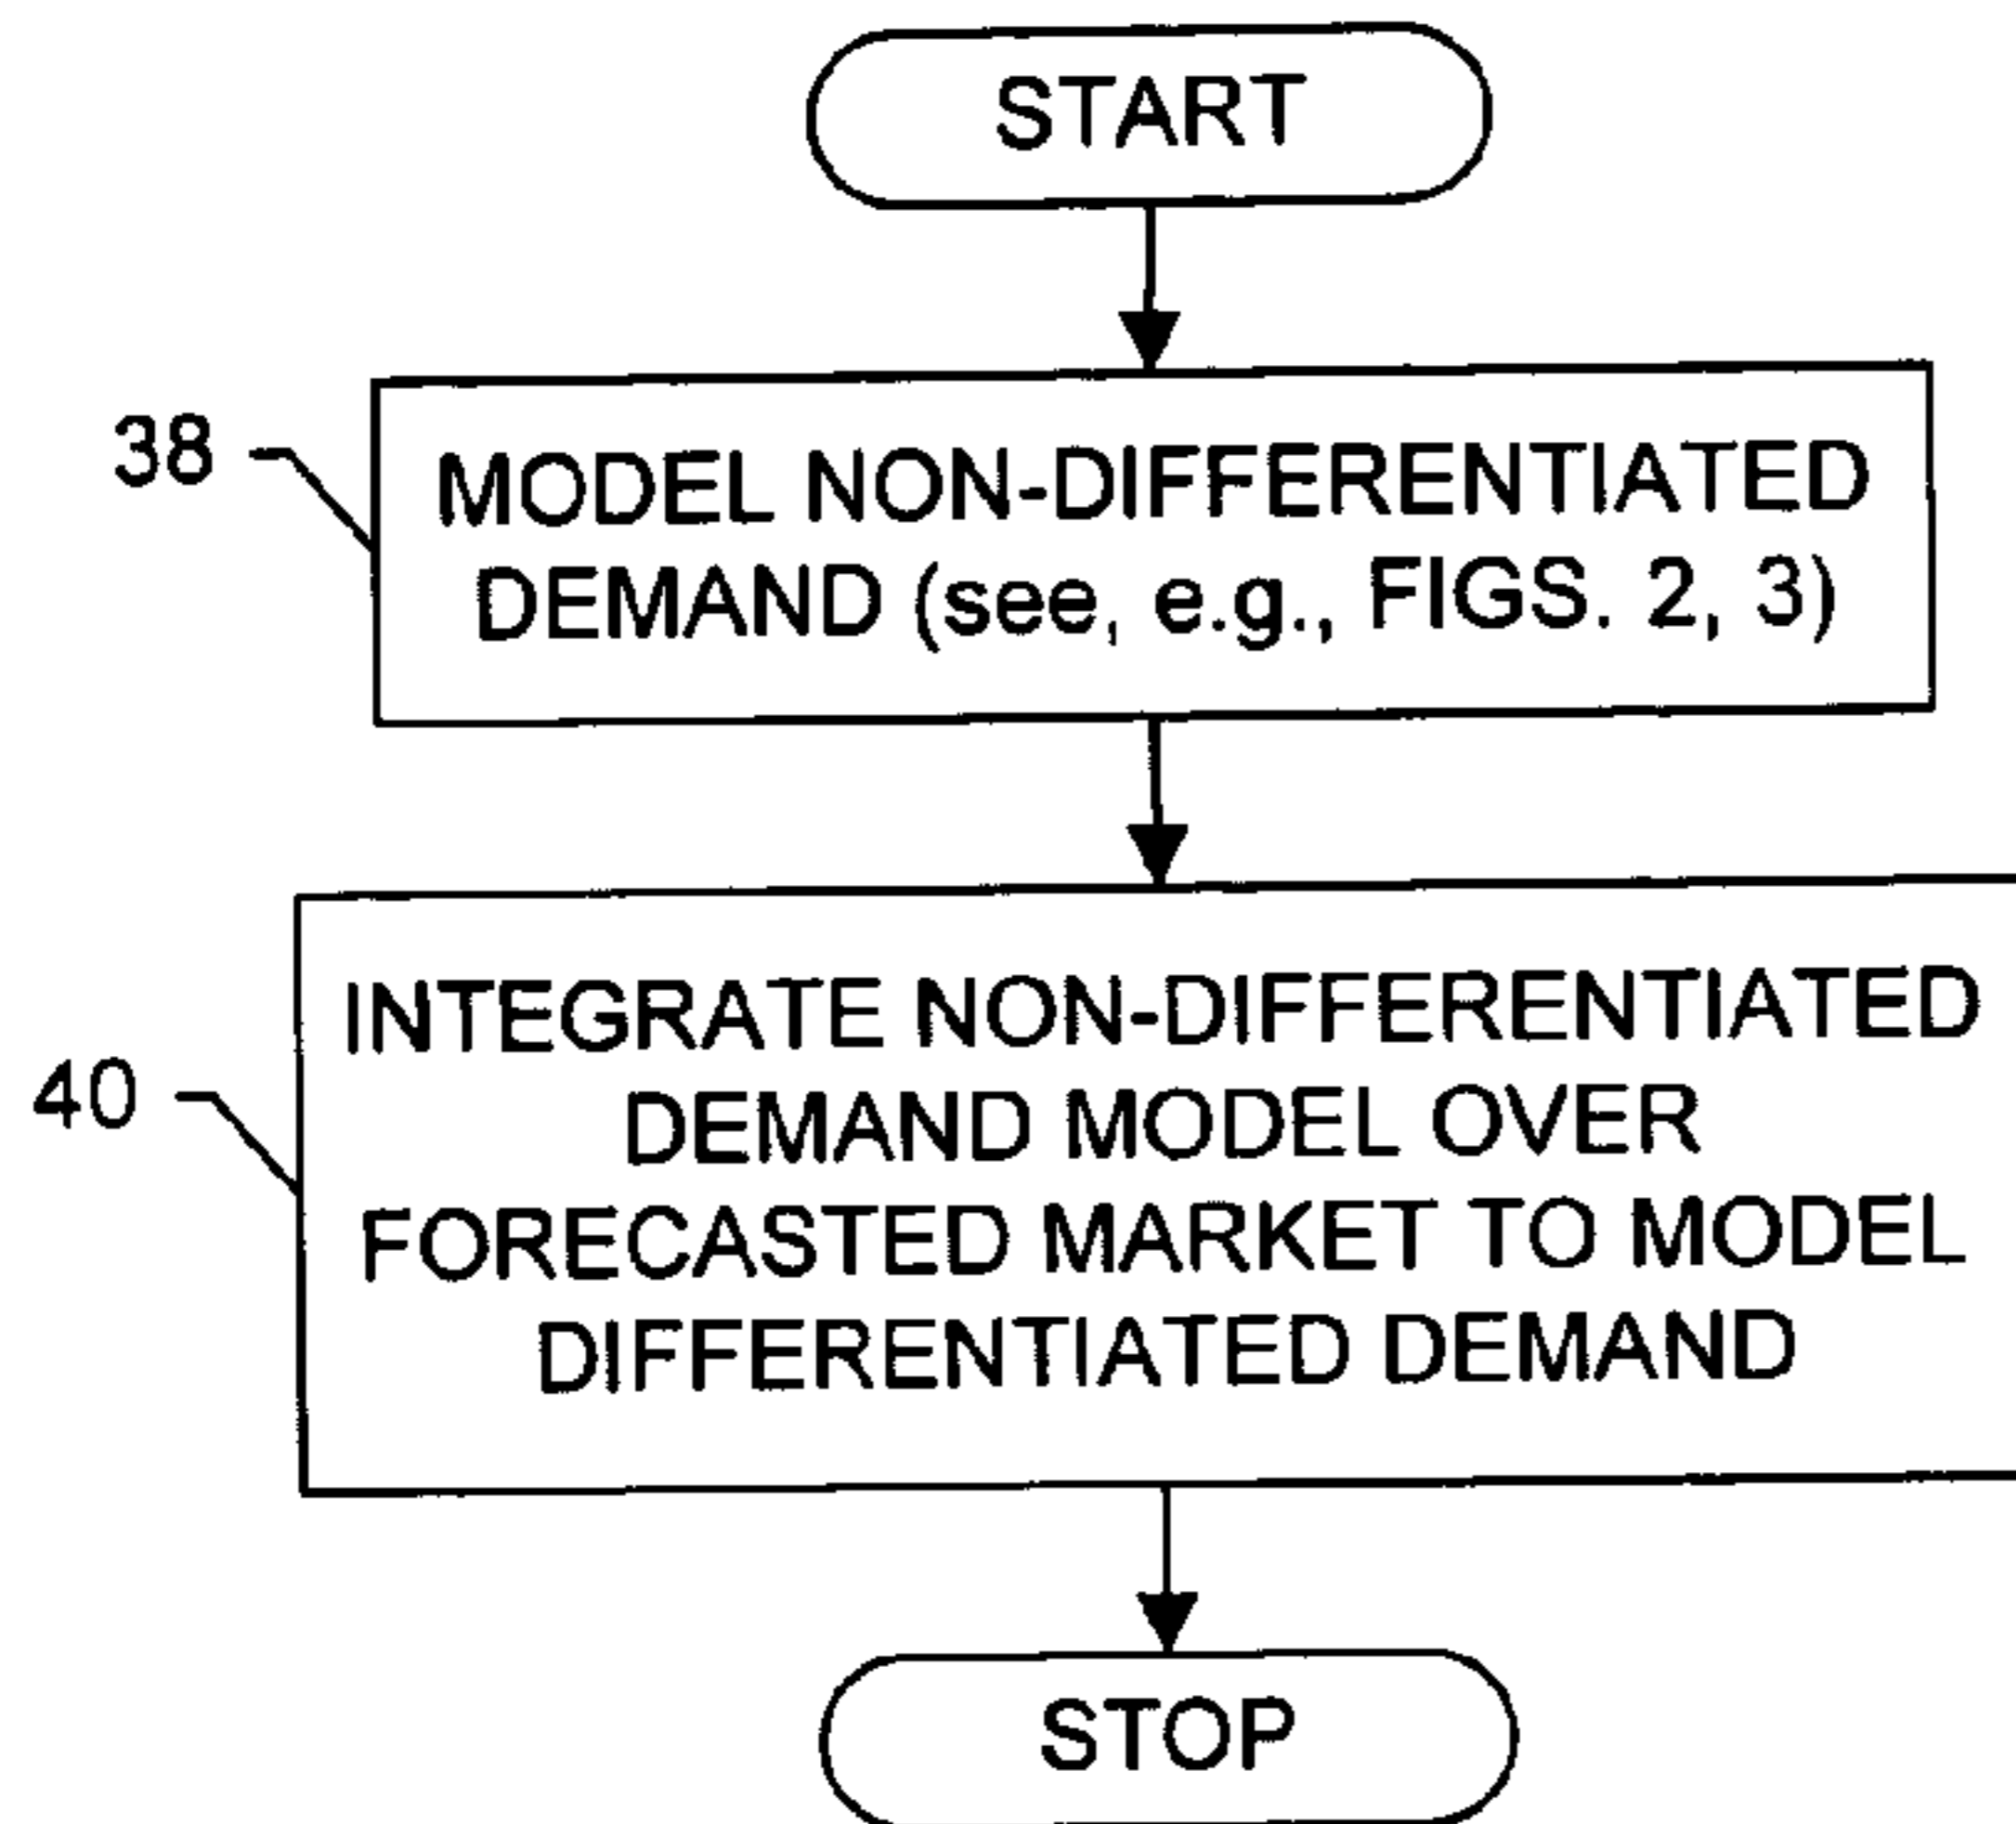 START
38
MODEL NON-DIFFERENTIATED
DEMAND (see, e.g., FIGS. 2, 3)
40
INTEGRATE NON-DIFFERENTIATED
DEMAND MODEL OVER
FORECASTED MARKET TO MODEL
DIFFERENTIATED DEMAND
STOP